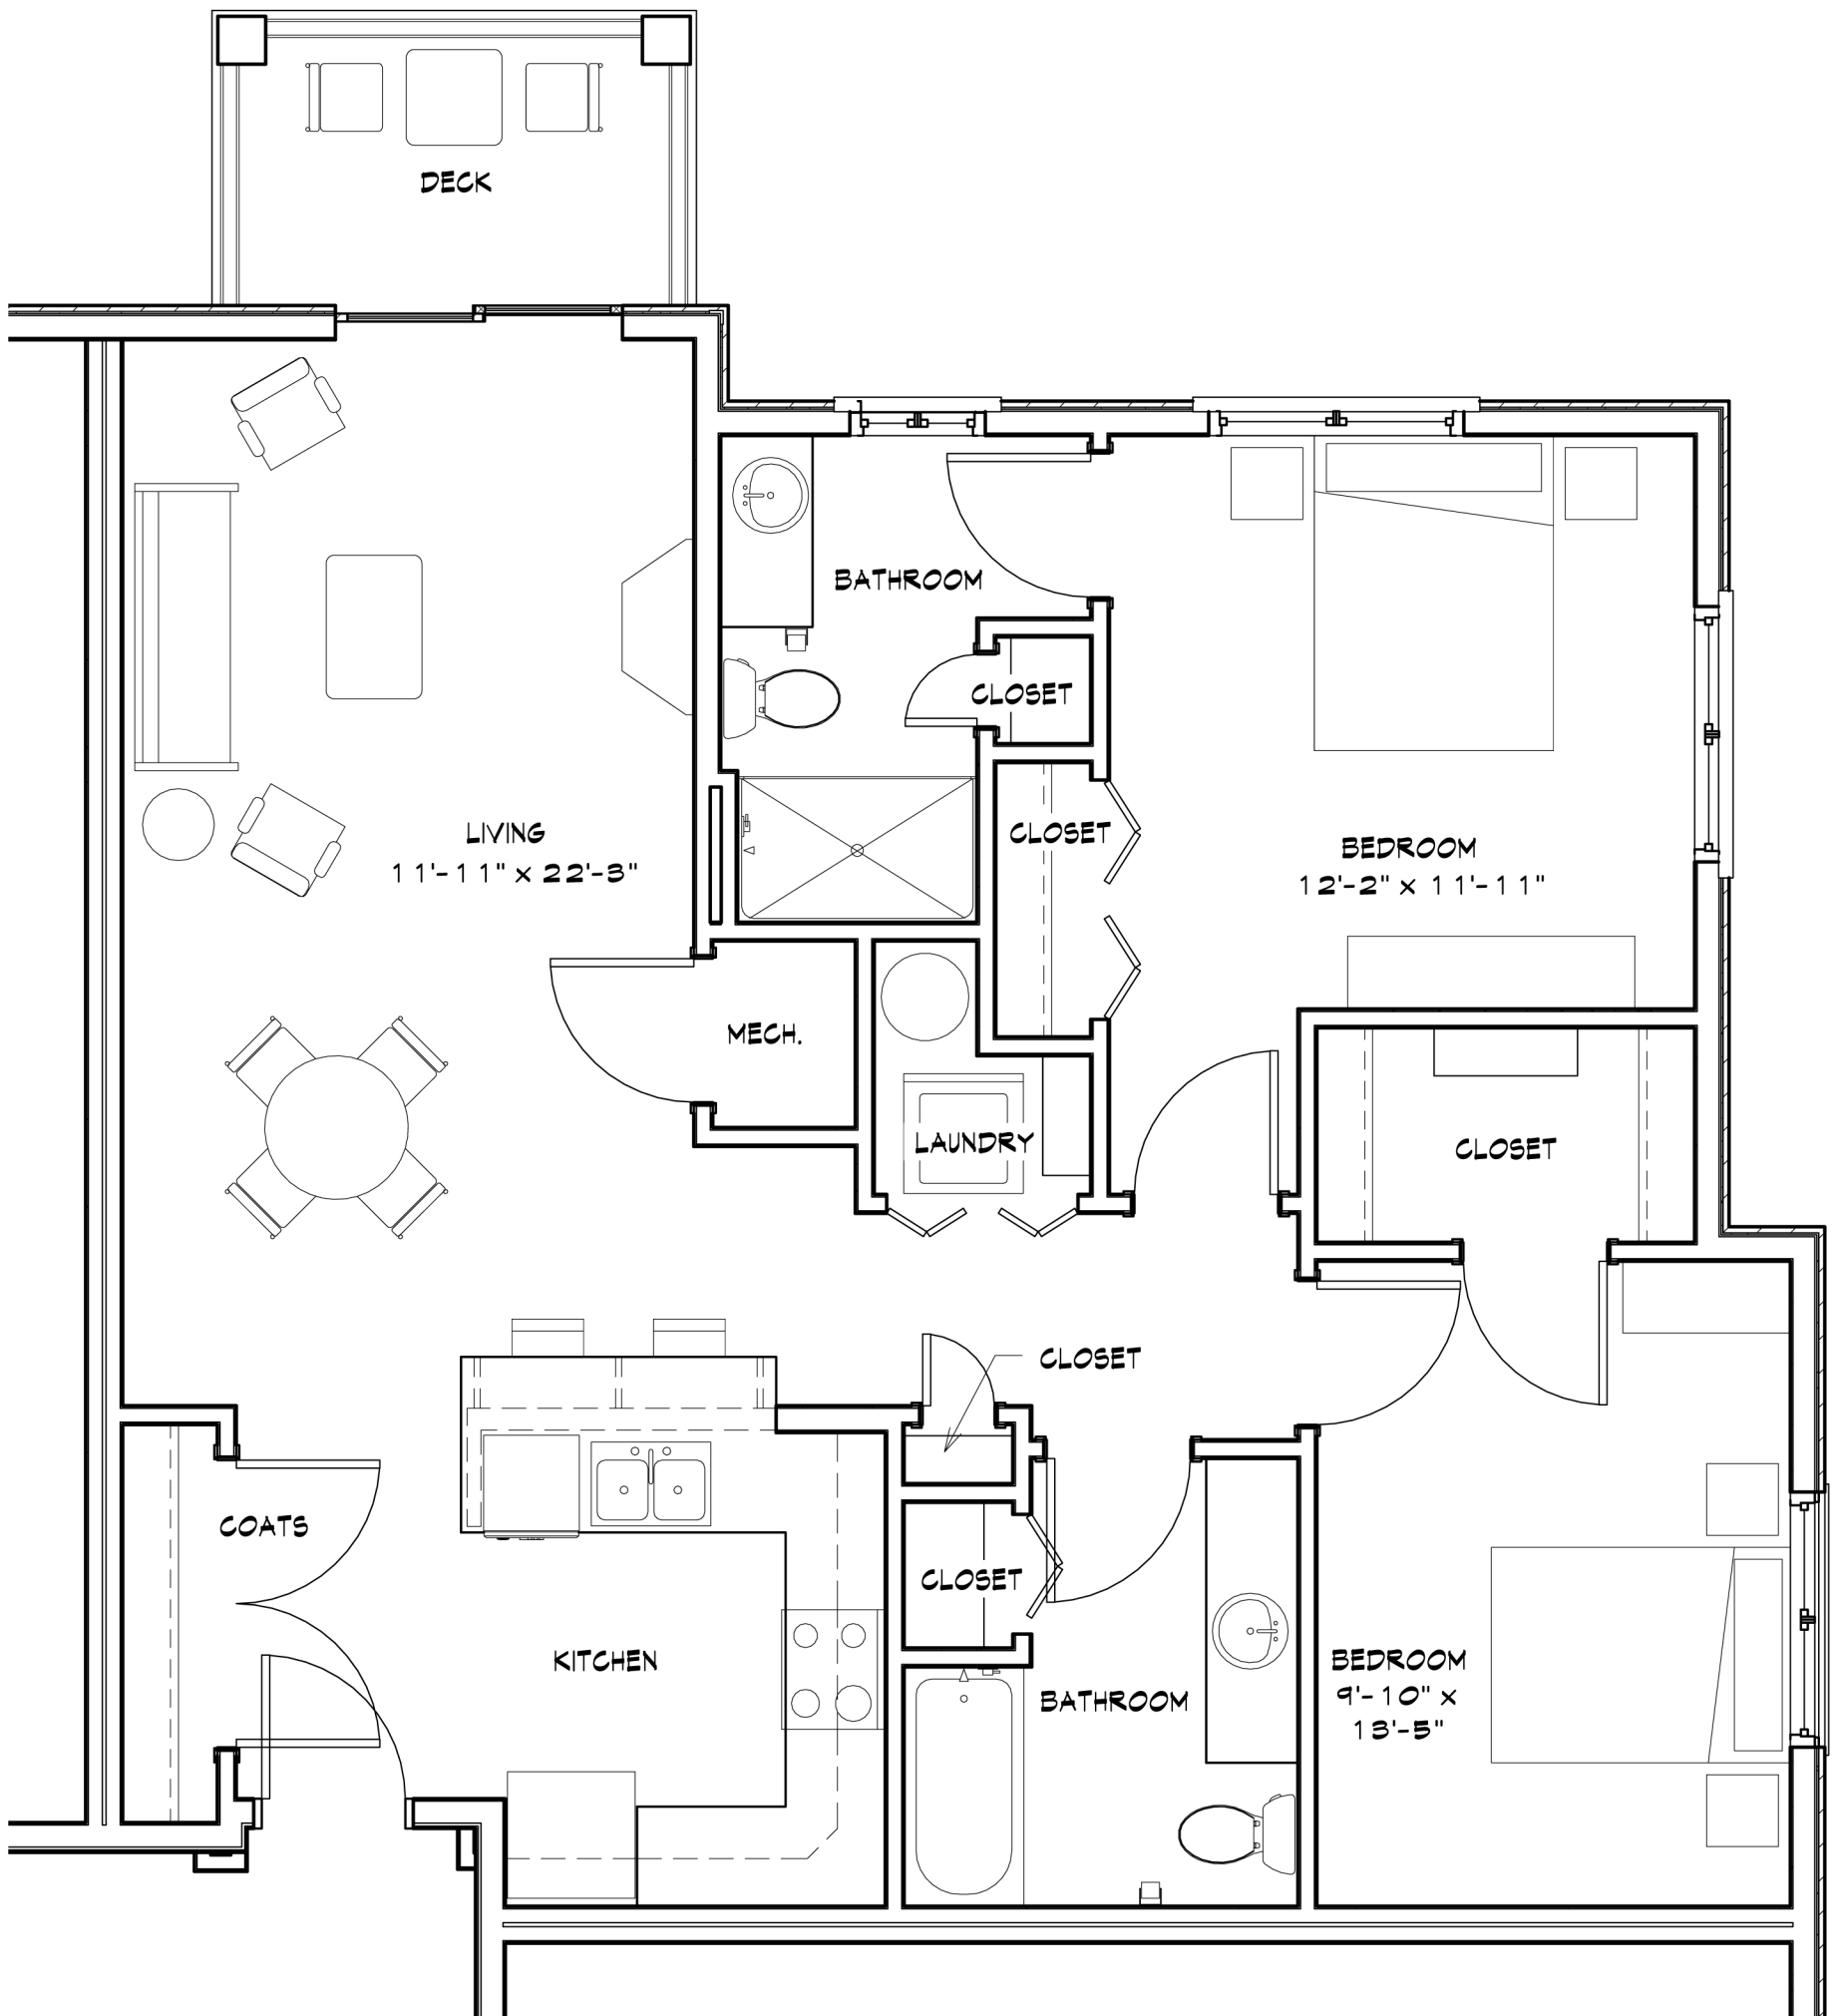 DECK
BATHROOM
CLOSET
LIVING
11'-11" x 22'-3"
CLOSET
BEDROOM
12'-2" x 11'-11"
MECH.
LAUNDRY
CLOSET
CLOSET
COATS
CLOSET
KITCHEN
BATHROOM
BEDROOM
9'-10" x
13'-5"